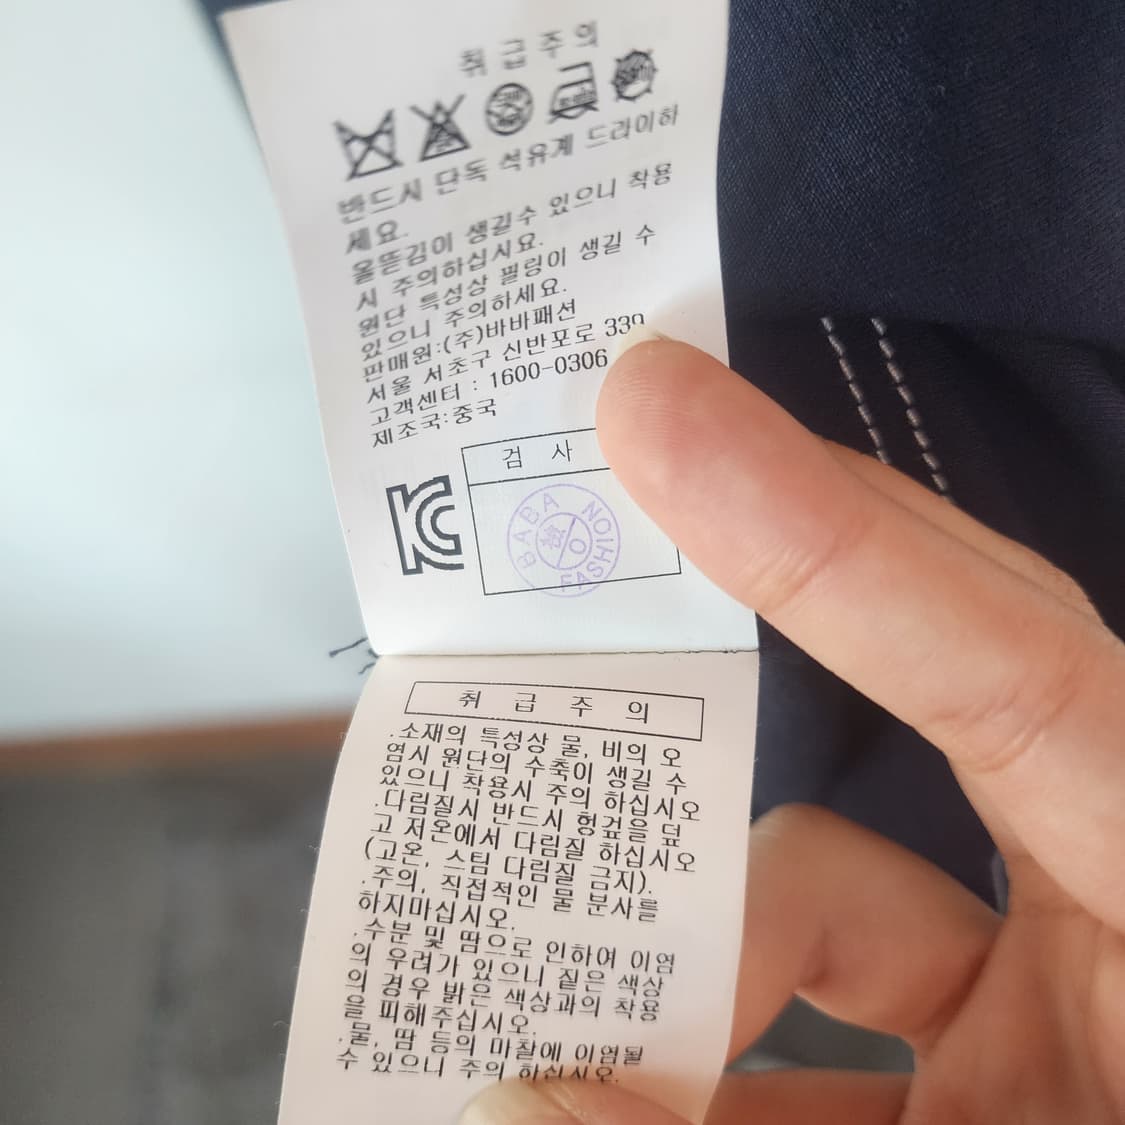 취급주의
반드시 단독 석유계 드라이하
세요.
올뜯김이 생길수 있으니 착용
시 주의하십시요.
원단 특성상 필링이 생길 수
있으니 주의하세요.
판매원:(주)바바패션
서울 서초구 신반포로 339
고객센터 : 1600-0306
제조국:중국
검 사
BABA FASHION
취 급 주 의
.소재의 특성상 물, 비의 오
염시 원단의 수축이 생길 수
있으니 착용시 주의 하십시오
.다림질시 반드시 헝겊을 덮
고 저온에서 다림질 하십시오
(고온, 스팀 다림질 금지).
.주의, 직접적인 물 분사를
하지마십시오.
.수분 및 땀으로 인하여 이염
의 우려가 있으니 짙은 색상
의 경우 밝은 색상과의 착용
을 피해주십시오.
.물, 땀 등의 마찰에 이염될
수 있으니 주의 하십시오.